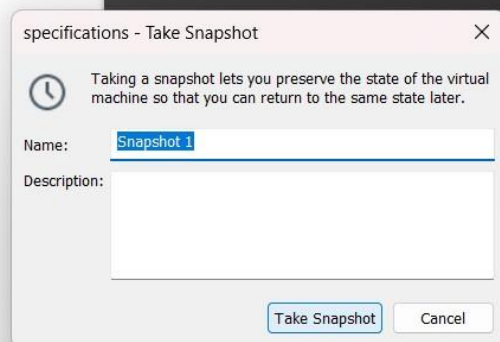 specifications - Take Snapshot
Taking a snapshot lets you preserve the state of the virtual
machine so that you can return to the same state later.
Name: Snapshot 1
Description:
Take Snapshot Cancel